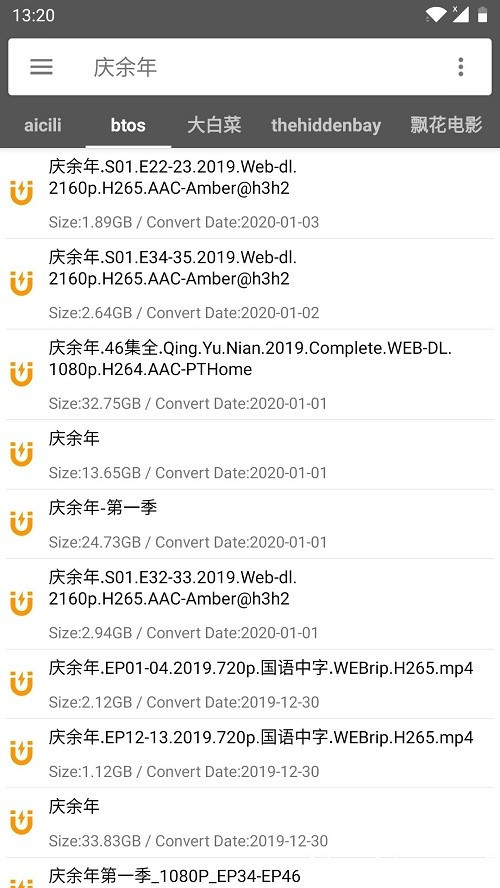 13:20
庆余年
aicili btos 大白菜 thehiddenbay 飘花电影
庆余年.S01.E22-23.2019.Web-dl.
2160p.H265.AAC-Amber@h3h2
Size:1.89GB / Convert Date:2020-01-03
庆余年.S01.E34-35.2019.Web-dl.
2160p.H265.AAC-Amber@h3h2
Size:2.64GB / Convert Date:2020-01-02
庆余年.46集全.Qing.Yu.Nian.2019.Complete.WEB-DL.
1080p.H264.AAC-PTHome
Size:32.75GB / Convert Date:2020-01-01
庆余年
Size:13.65GB / Convert Date:2020-01-01
庆余年-第一季
Size:24.73GB / Convert Date:2020-01-01
庆余年.S01.E32-33.2019.Web-dl.
2160p.H265.AAC-Amber@h3h2
Size:2.94GB / Convert Date:2020-01-01
庆余年.EP01-04.2019.720p.国语中字.WEBrip.H265.mp4
Size:2.12GB / Convert Date:2019-12-30
庆余年.EP12-13.2019.720p.国语中字.WEBrip.H265.mp4
Size:1.12GB / Convert Date:2019-12-30
庆余年
Size:33.83GB / Convert Date:2019-12-30
庆余年第一季_1080P_EP34-EP46